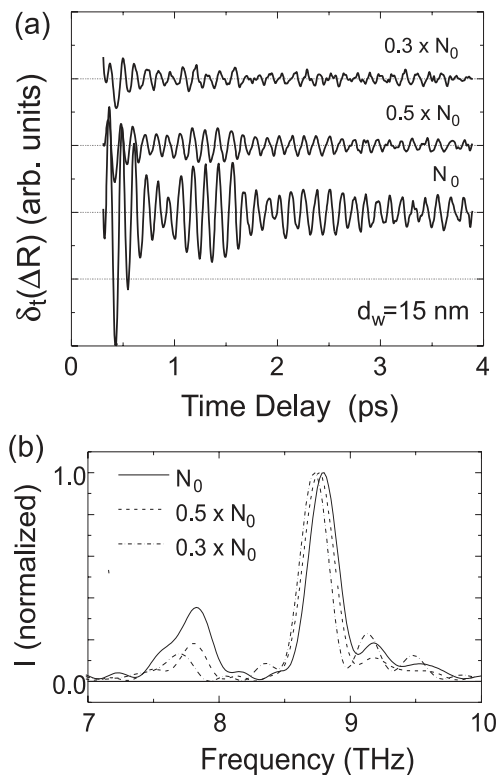 (a)
0.3 x N₀
0.5 x N₀
N₀
d_w=15 nm
δ_t(ΔR) (arb. units)
0 1 2 3 4
Time Delay (ps)
(b)
1.0
N₀
0.5 x N₀
0.3 x N₀
I (normalized)
0.0
7 8 9 10
Frequency (THz)